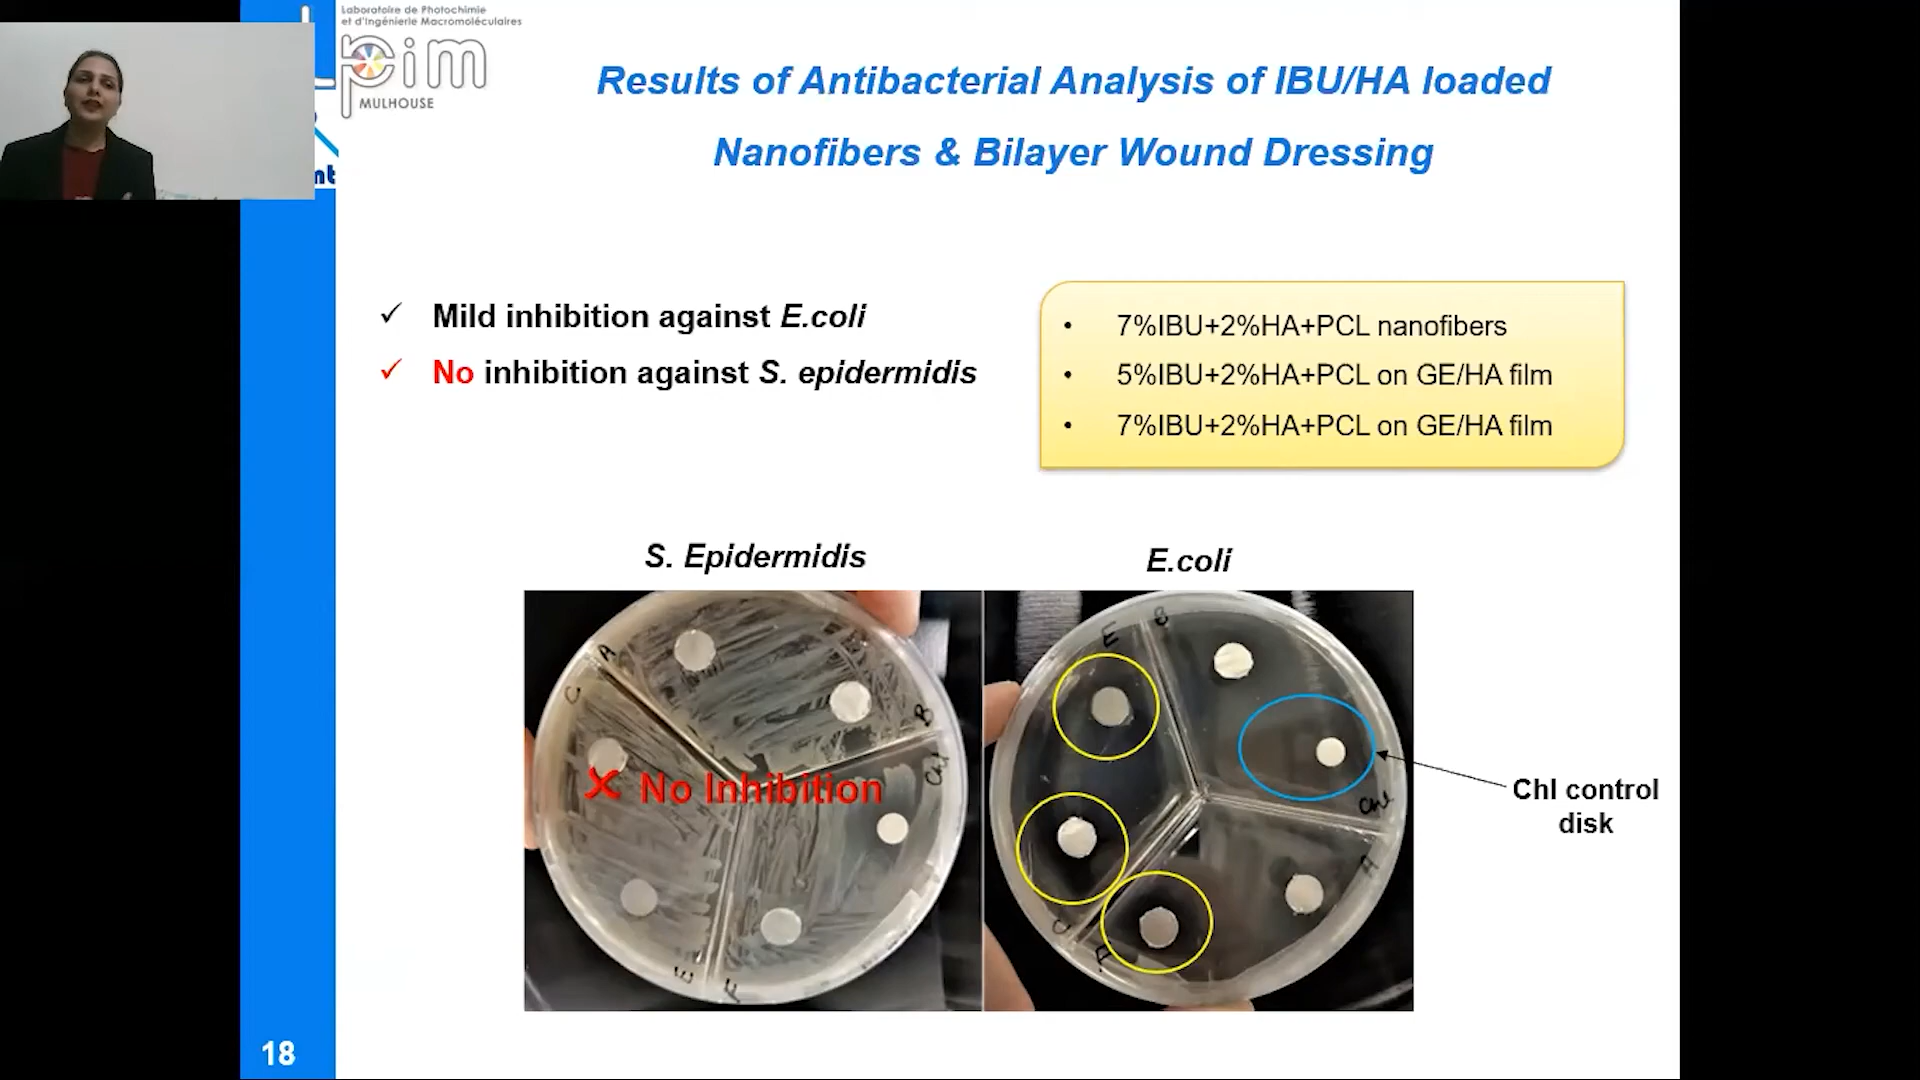 Laboratoire de Photochimie
et d'Ingénierie Macromoléculaires
pim
MULHOUSE
nt
Results of Antibacterial Analysis of IBU/HA loaded
Nanofibers & Bilayer Wound Dressing
✓ Mild inhibition against E.coli
✓ No inhibition against S. epidermidis
• 7%IBU+2%HA+PCL nanofibers
• 5%IBU+2%HA+PCL on GE/HA film
• 7%IBU+2%HA+PCL on GE/HA film
S. Epidermidis
E.coli
A
C
B
Chl
E
F
✗ No Inhibition
E
B
Chl
A
C
Chl control
disk
18